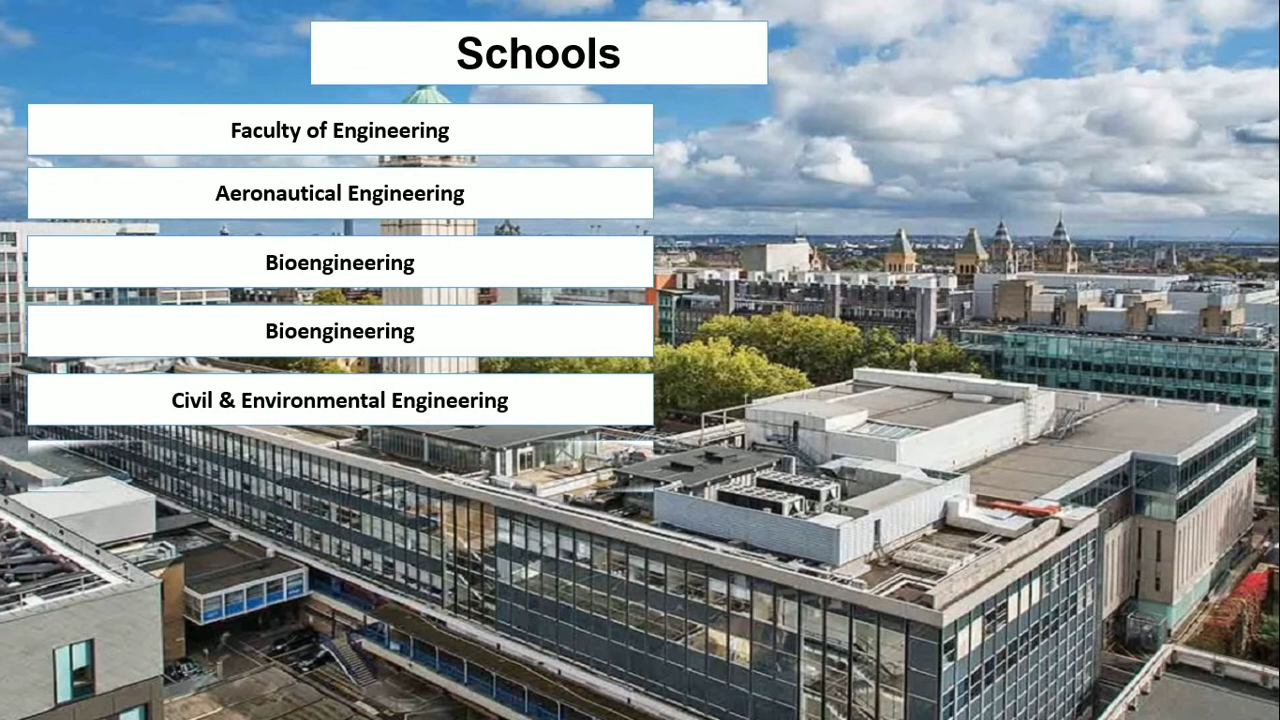 Schools
Faculty of Engineering
Aeronautical Engineering
Bioengineering
Bioengineering
Civil & Environmental Engineering